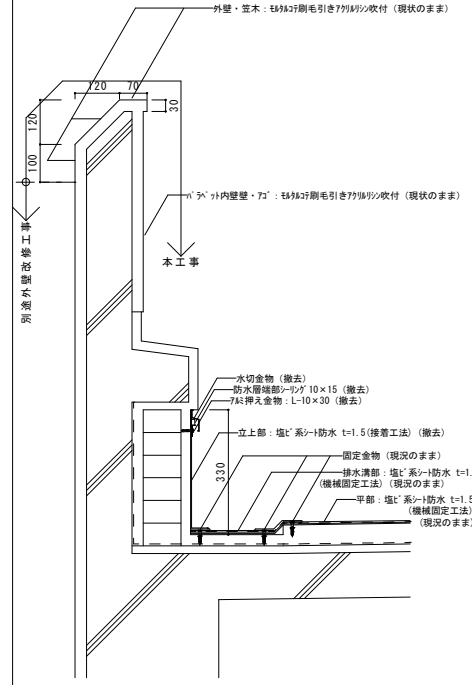 外壁・笠木：ﾓﾙﾀﾙｺﾃ刷毛引きｱｸﾘﾙﾘｼﾝ吹付（現状のまま）
120
70
30
120
100
ﾊﾟﾗﾍﾟｯﾄ内壁壁・ｱｺﾞ：ﾓﾙﾀﾙｺﾃ刷毛引きｱｸﾘﾙﾘｼﾝ吹付（現状のまま）
別途外壁改修工事
本工事
水切金物（撤去）
防水層端部ｼｰﾘﾝｸﾞ10×15（撤去）
ｱﾙﾐ押え金物：L-10×30（撤去）
立上部：塩ﾋﾞ系ｼｰﾄ防水 t=1.5(接着工法)（撤去）
330
固定金物（現況のまま）
排水溝部：塩ﾋﾞ系ｼｰﾄ防水 t=1.
(機械固定工法)（現況のまま）
平部：塩ﾋﾞ系ｼｰﾄ防水 t=1.5
(機械固定工法)
（現況のまま）